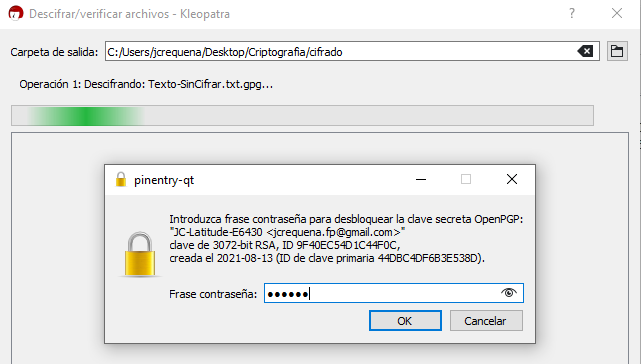 Descifrar/verificar archivos - Kleopatra
Carpeta de salida: C:/Users/jcrequena/Desktop/Criptografia/cifrado
Operación 1: Descifrando: Texto-SinCifrar.txt.gpg...
pinentry-qt
Introduzca frase contraseña para desbloquear la clave secreta OpenPGP:
"JC-Latitude-E6430 <jcrequena.fp@gmail.com>"
clave de 3072-bit RSA, ID 9F40EC54D1C44F0C,
creada el 2021-08-13 (ID de clave primaria 44DBC4DF6B3E538D).
Frase contraseña: ●●●●●●
OK Cancelar